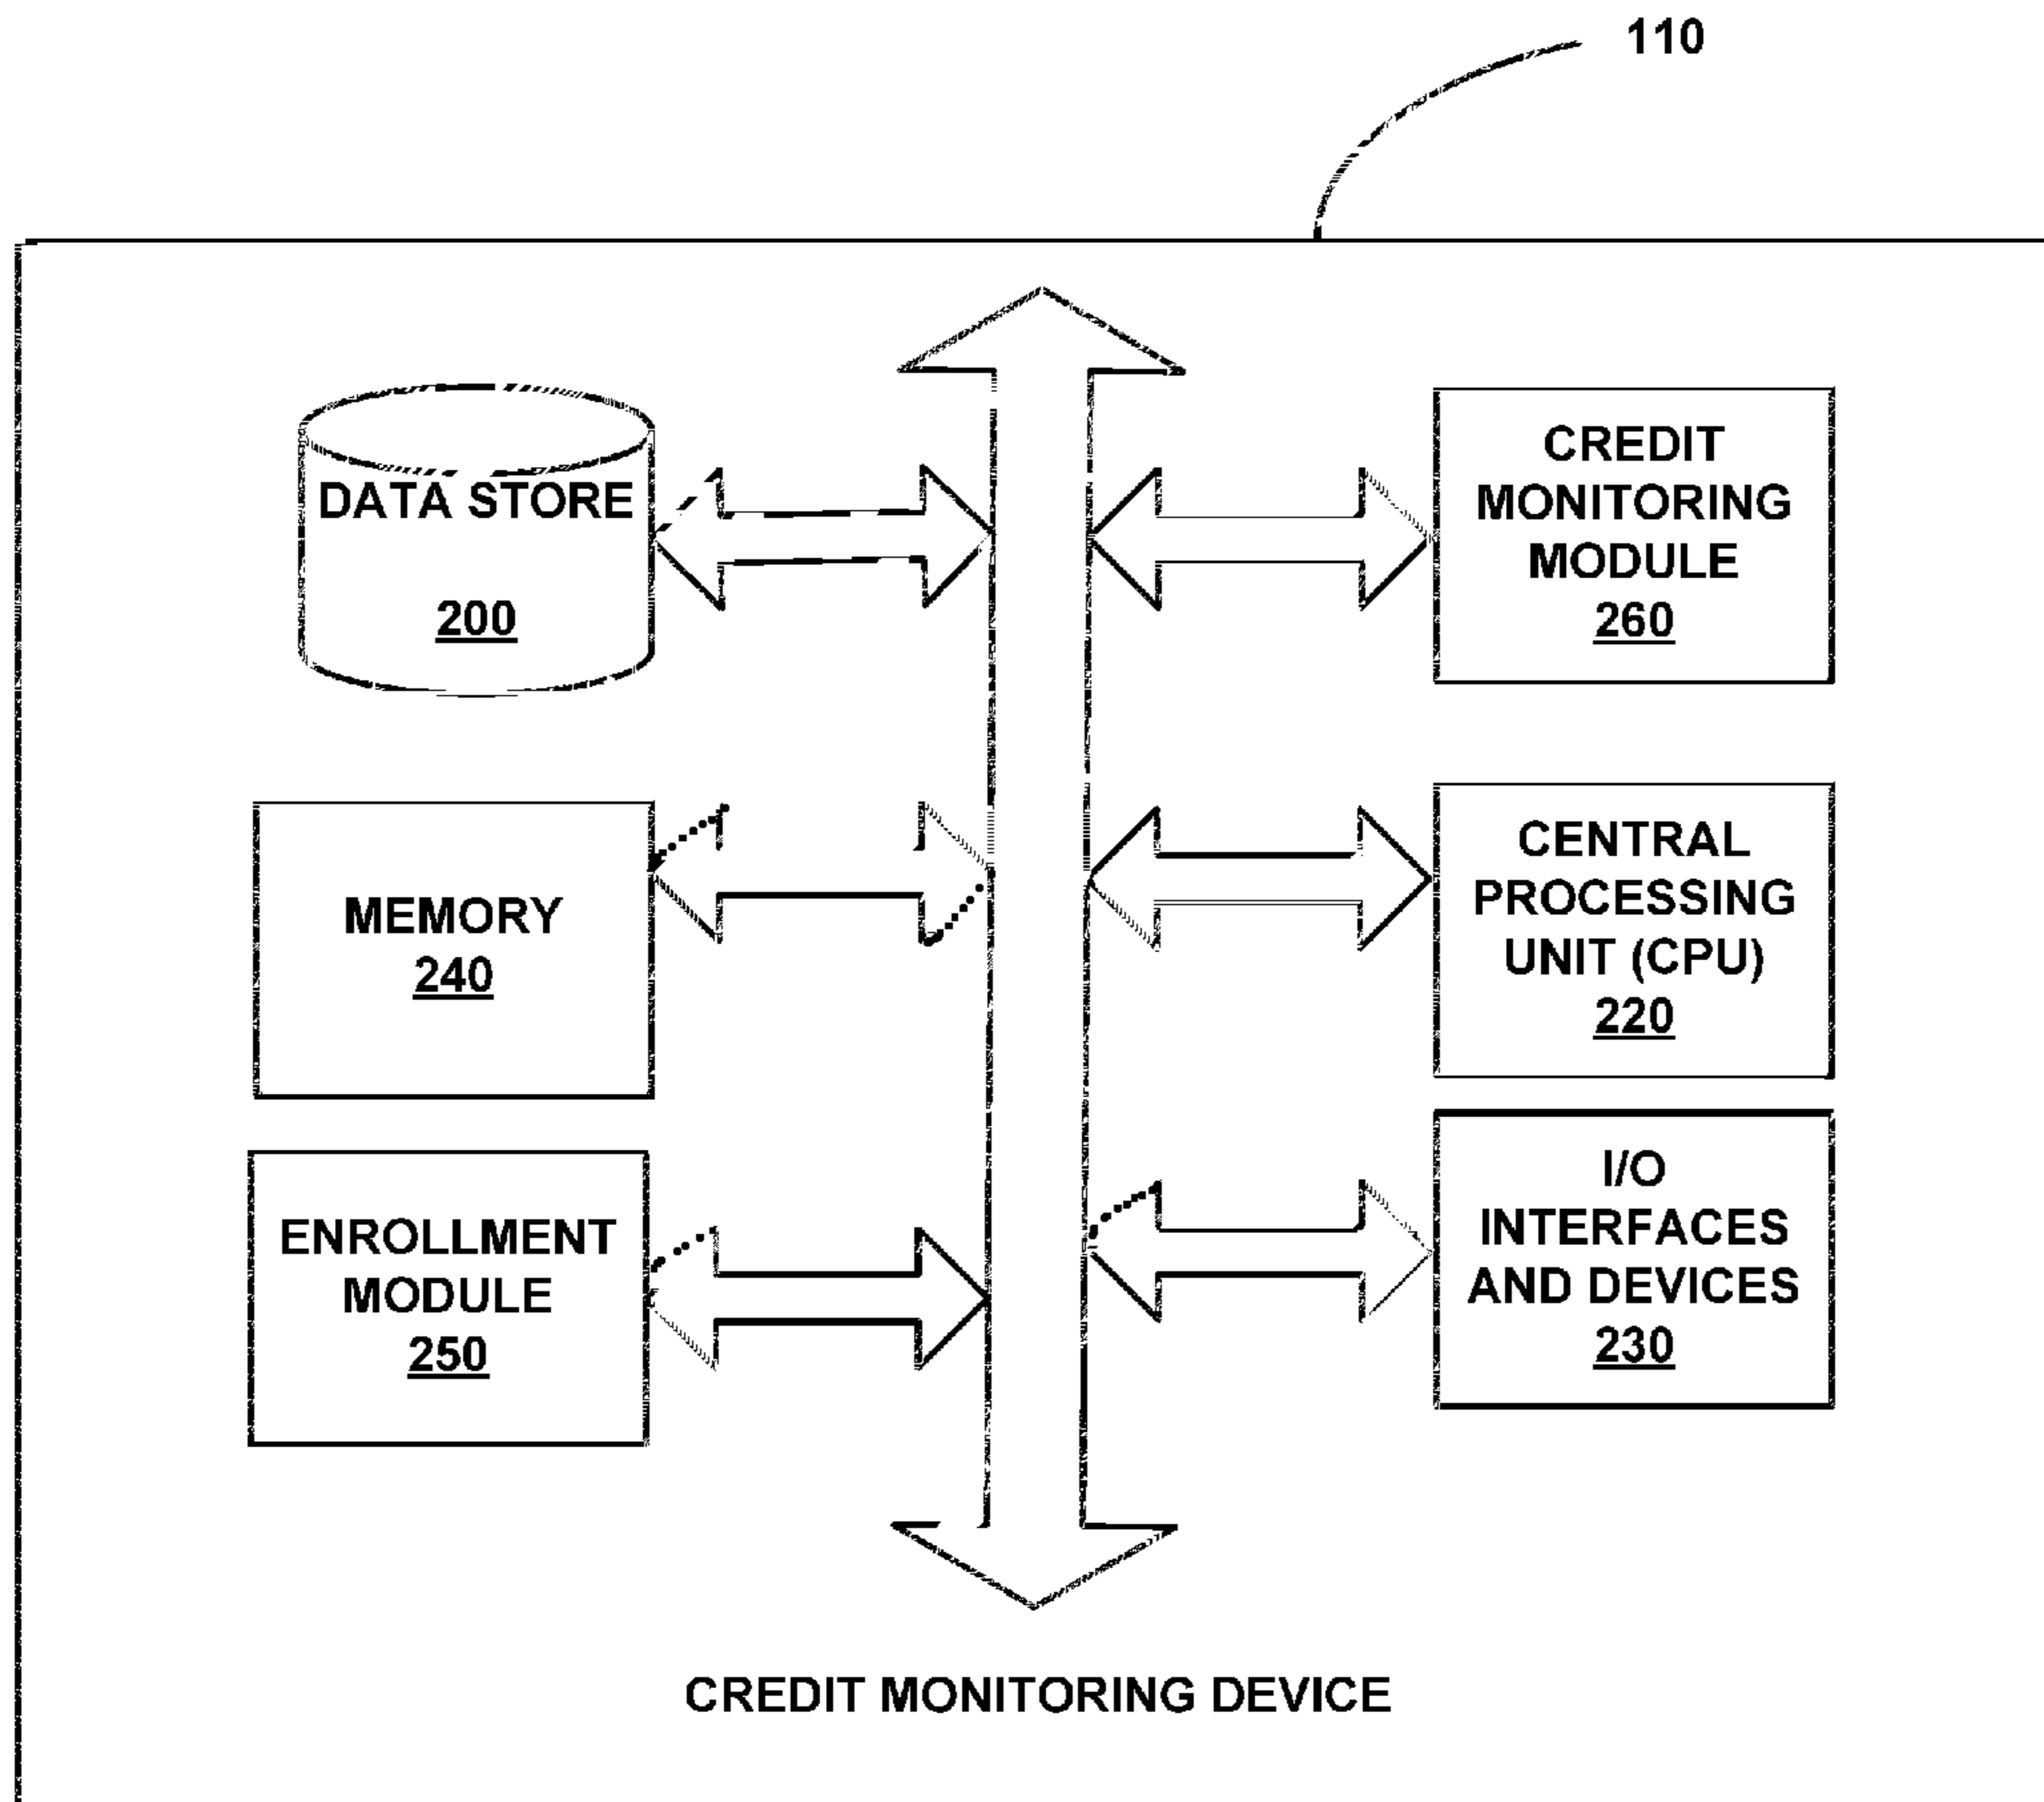 110
DATA STORE
200
CREDIT
MONITORING
MODULE
260
MEMORY
240
CENTRAL
PROCESSING
UNIT (CPU)
220
ENROLLMENT
MODULE
250
I/O
INTERFACES
AND DEVICES
230
CREDIT MONITORING DEVICE